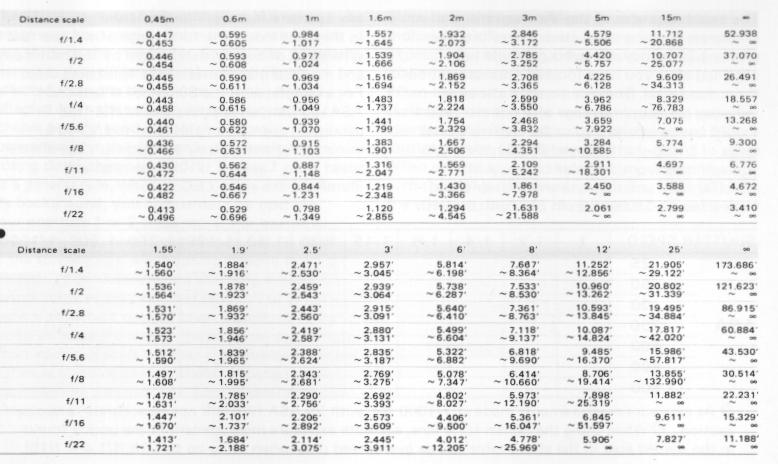 Distance scale 0.45m 0.6m 1m 1.6m 2m 3m 5m 15m ∞
f/1.4 0.447 0.595 0.984 1.557 1.932 2.846 4.579 11.712 52.938
~ 0.453 ~ 0.605 ~ 1.017 ~ 1.645 ~ 2.073 ~ 3.172 ~ 5.506 ~ 20.868 ~ ∞
f/2 0.446 0.593 0.977 1.539 1.904 2.785 4.420 10.707 37.070
~ 0.454 ~ 0.608 ~ 1.024 ~ 1.666 ~ 2.106 ~ 3.252 ~ 5.757 ~ 25.077 ~ ∞
f/2.8 0.445 0.590 0.969 1.516 1.869 2.708 4.225 9.609 26.491
~ 0.455 ~ 0.611 ~ 1.034 ~ 1.694 ~ 2.152 ~ 3.365 ~ 6.128 ~ 34.313 ~ ∞
f/4 0.443 0.586 0.956 1.483 1.818 2.599 3.962 8.329 18.557
~ 0.458 ~ 0.615 ~ 1.049 ~ 1.737 ~ 2.224 ~ 3.550 ~ 6.786 ~ 76.783 ~ ∞
f/5.6 0.440 0.580 0.939 1.441 1.754 2.468 3.659 7.075 13.268
~ 0.461 ~ 0.622 ~ 1.070 ~ 1.799 ~ 2.329 ~ 3.832 ~ 7.922 ~ ∞ ~ ∞
f/8 0.436 0.572 0.915 1.383 1.667 2.294 3.284 5.774 9.300
~ 0.466 ~ 0.631 ~ 1.103 ~ 1.901 ~ 2.506 ~ 4.351 ~ 10.585 ~ ∞ ~ ∞
f/11 0.430 0.562 0.887 1.316 1.569 2.109 2.911 4.697 6.776
~ 0.472 ~ 0.644 ~ 1.148 ~ 2.047 ~ 2.771 ~ 5.242 ~ 18.301 ~ ∞ ~ ∞
f/16 0.422 0.546 0.844 1.219 1.430 1.861 2.450 3.588 4.672
~ 0.482 ~ 0.667 ~ 1.231 ~ 2.348 ~ 3.366 ~ 7.978 ~ ∞ ~ ∞ ~ ∞
f/22 0.413 0.529 0.798 1.120 1.294 1.631 2.061 2.799 3.410
~ 0.496 ~ 0.696 ~ 1.349 ~ 2.855 ~ 4.545 ~ 21.588 ~ ∞ ~ ∞ ~ ∞
Distance scale 1.55' 1.9' 2.5' 3' 6' 8' 12' 25' ∞
f/1.4 1.540' 1.884' 2.471' 2.957' 5.814' 7.667' 11.252' 21.905' 173.686'
~ 1.560' ~ 1.916' ~ 2.530' ~ 3.045' ~ 6.198' ~ 8.364' ~ 12.856' ~ 29.122' ~ ∞
f/2 1.536' 1.878' 2.459' 2.939' 5.738' 7.533' 10.960' 20.802' 121.623'
~ 1.564' ~ 1.923' ~ 2.543' ~ 3.064' ~ 6.287' ~ 8.530' ~ 13.262' ~ 31.339' ~ ∞
f/2.8 1.531' 1.869' 2.443' 2.915' 5.640' 7.361' 10.593' 19.495' 86.915'
~ 1.570' ~ 1.932' ~ 2.560' ~ 3.091' ~ 6.410' ~ 8.763' ~ 13.845' ~ 34.884' ~ ∞
f/4 1.523' 1.856' 2.419' 2.880' 5.499' 7.118' 10.087' 17.817' 60.884'
~ 1.573' ~ 1.946' ~ 2.587' ~ 3.131' ~ 6.604' ~ 9.137' ~ 14.824' ~ 42.020' ~ ∞
f/5.6 1.512' 1.839' 2.388' 2.835' 5.322' 6.818' 9.485' 15.986' 43.530'
~ 1.590' ~ 1.965' ~ 2.624' ~ 3.187' ~ 6.882' ~ 9.690' ~ 16.370' ~ 57.817' ~ ∞
f/8 1.497' 1.815' 2.343' 2.769' 5.078' 6.414' 8.706' 13.855' 30.514'
~ 1.608' ~ 1.995' ~ 2.681' ~ 3.275' ~ 7.347' ~ 10.660' ~ 19.414' ~ 132.990' ~ ∞
f/11 1.478' 1.785' 2.290' 2.692' 4.802' 5.973' 7.898' 11.882' 22.231'
~ 1.631' ~ 2.033' ~ 2.756' ~ 3.393' ~ 8.027' ~ 12.190' ~ 25.319' ~ ∞ ~ ∞
f/16 1.447' 2.101' 2.206' 2.573' 4.406' 5.361' 6.845' 9.611' 15.329'
~ 1.670' ~ 1.737' ~ 2.892' ~ 3.609' ~ 9.500' ~ 16.047' ~ 51.597' ~ ∞ ~ ∞
f/22 1.413' 1.684' 2.114' 2.445' 4.012' 4.778' 5.906' 7.827' 11.188'
~ 1.721' ~ 2.188' ~ 3.075' ~ 3.911' ~ 12.205' ~ 25.969' ~ ∞ ~ ∞ ~ ∞